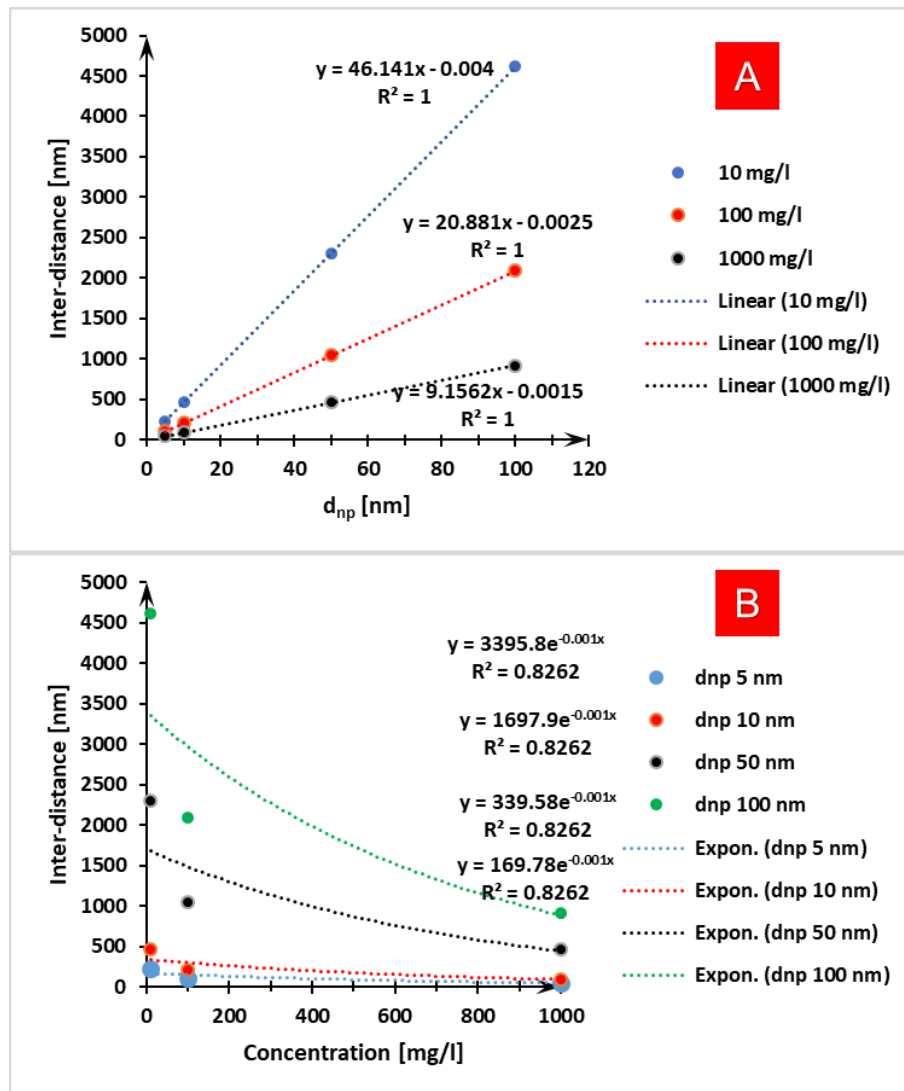 A
5000
4500
4000
3500
3000
2500
2000
1500
1000
500
0
Inter-distance [nm]
y = 46.141x - 0.004
R² = 1
y = 20.881x - 0.0025
R² = 1
y = 9.1562x - 0.0015
R² = 1
0 20 40 60 80 100 120
dnp [nm]
10 mg/l
100 mg/l
1000 mg/l
Linear (10 mg/l)
Linear (100 mg/l)
Linear (1000 mg/l)
B
5000
4500
4000
3500
3000
2500
2000
1500
1000
500
0
Inter-distance [nm]
y = 3395.8e^-0.001x
R² = 0.8262
y = 1697.9e^-0.001x
R² = 0.8262
y = 339.58e^-0.001x
R² = 0.8262
y = 169.78e^-0.001x
R² = 0.8262
0 200 400 600 800 1000
Concentration [mg/l]
dnp 5 nm
dnp 10 nm
dnp 50 nm
dnp 100 nm
Expon. (dnp 5 nm)
Expon. (dnp 10 nm)
Expon. (dnp 50 nm)
Expon. (dnp 100 nm)